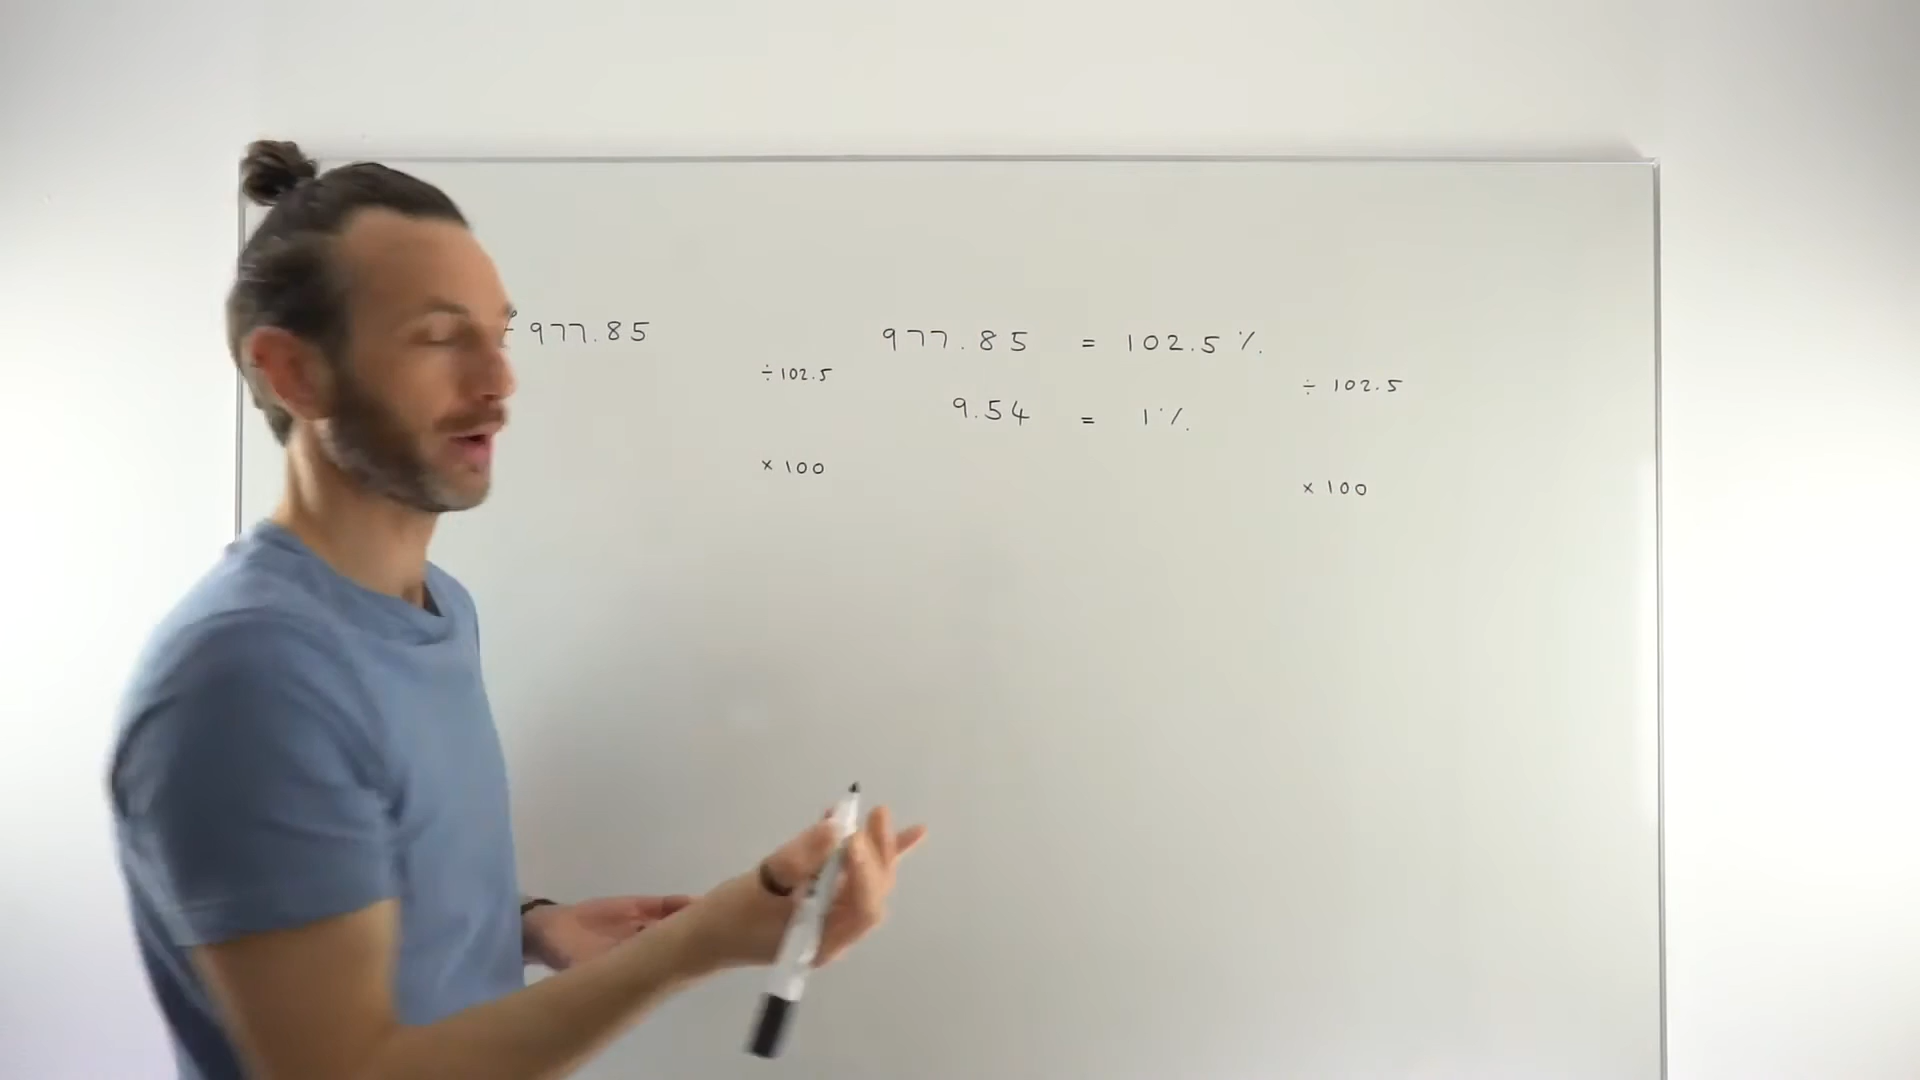 977.85
977.85 = 102.5%
÷102.5
÷ 102.5
9.54 = 1%
× 100
× 100